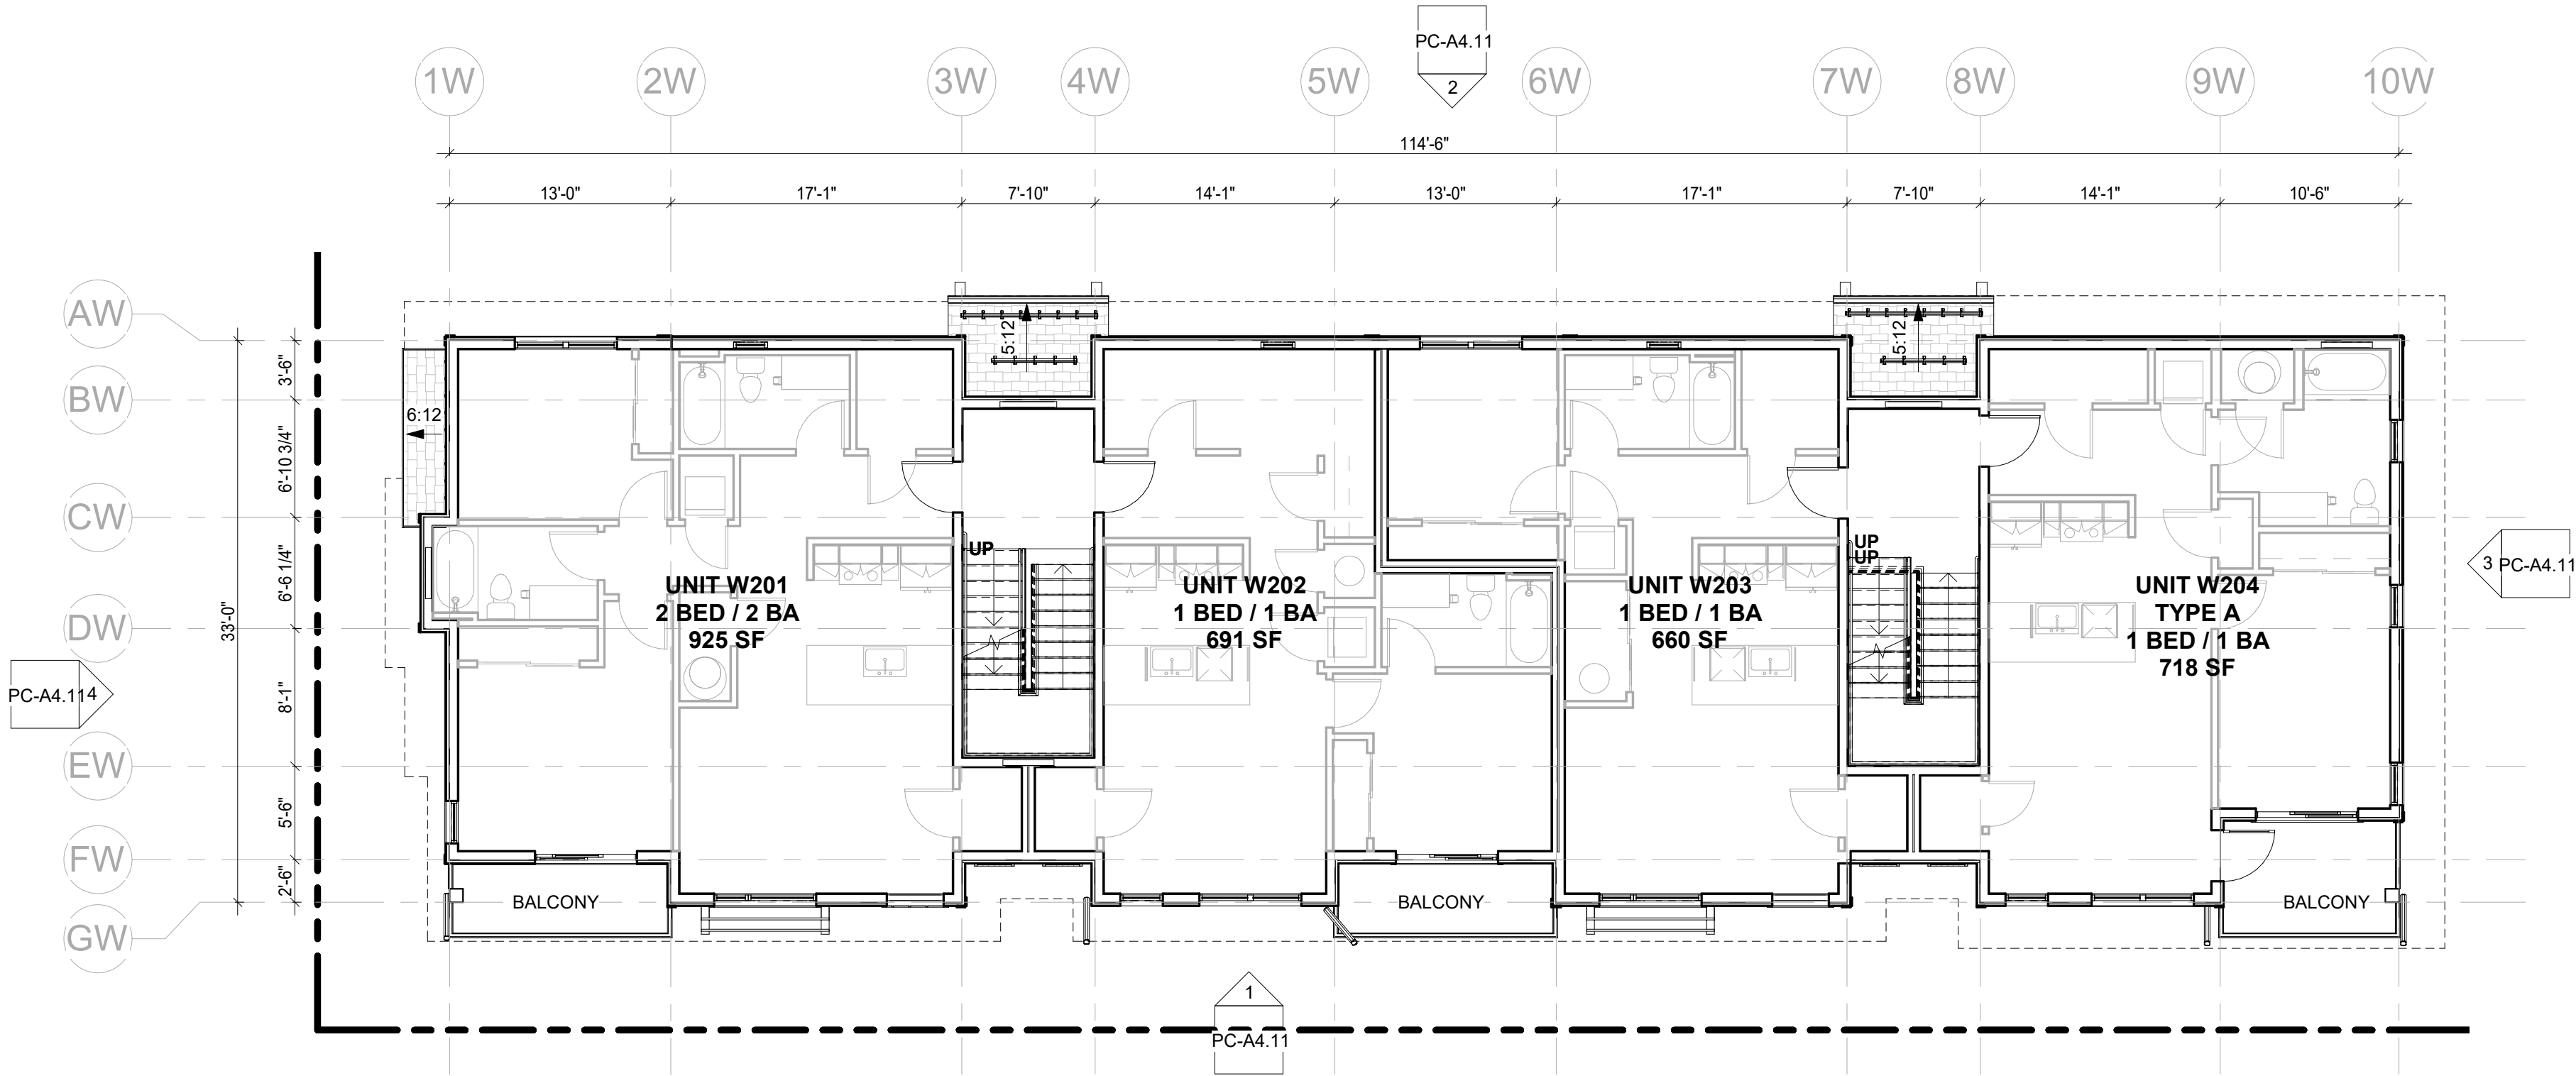 PC-A4.11
2
1W 2W 3W 4W 5W 6W 7W 8W 9W 10W
114'-6"
13'-0" 17'-1" 7'-10" 14'-1" 13'-0" 17'-1" 7'-10" 14'-1" 10'-6"
AW
BW
CW
DW
EW
FW
GW
33'-0"
3'-6"
6'-10 3/4"
6'-6 1/4"
8'-1"
5'-6"
2'-6"
5:12
5:12
6:12
UP
UP
UP
UNIT W201
2 BED / 2 BA
925 SF
UNIT W202
1 BED / 1 BA
691 SF
UNIT W203
1 BED / 1 BA
660 SF
UNIT W204
TYPE A
1 BED / 1 BA
718 SF
3 PC-A4.11
PC-A4.11 4
BALCONY
BALCONY
BALCONY
1
PC-A4.11